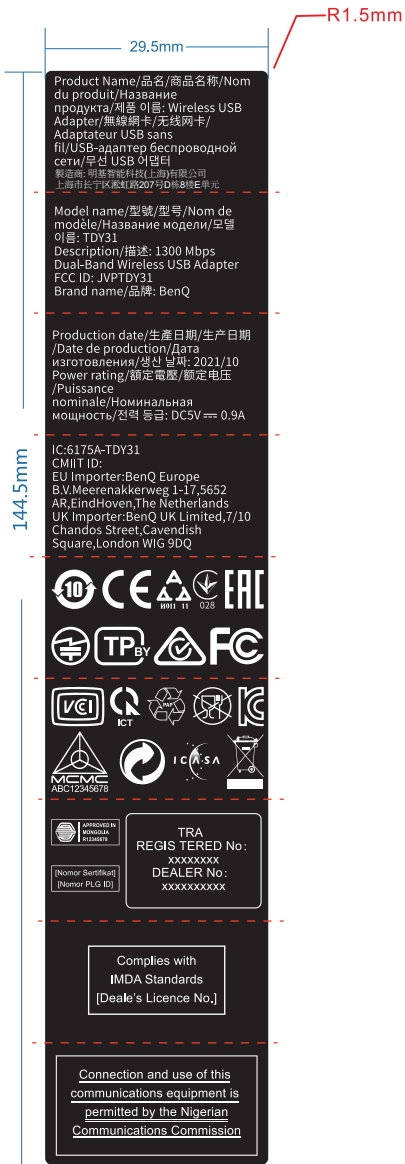 R1.5mm
29.5mm
144.5mm
Product Name/品名/商品名称/Nom
du produit/Название
продукта/제품 이름: Wireless USB
Adapter/無線網卡/无线网卡/
Adaptateur USB sans
fil/USB-адаптер беспроводной
сети/무선 USB 어댑터
製造商: 明基智能科技(上海)有限公司
上海市长宁区淞虹路207号D栋8楼E单元
Model name/型號/型号/Nom de
modèle/Название модели/모델
이름: TDY31
Description/描述: 1300 Mbps
Dual-Band Wireless USB Adapter
FCC ID: JVPTDY31
Brand name/品牌: BenQ
Production date/生產日期/生产日期
/Date de production/Дата
изготовления/생산 날짜: 2021/10
Power rating/額定電壓/额定电压
/Puissance
nominale/Номинальная
мощность/전력 등급: DC5V ⎓ 0.9A
IC:6175A-TDY31
CMIIT ID:
EU Importer:BenQ Europe
B.V.Meerenakkerweg 1-17,5652
AR,EindHoven,The Netherlands
UK Importer:BenQ UK Limited,7/10
Chandos Street,Cavendish
Square,London WIG 9DQ
10 CE И011 11 028 EAC
TP BY FC
VCI ICT PAP KC
MCMC
ABC12345678
ICASA
APPROVED IN
MONGOLIA
R12345678
[Nomor Sertifikat]
[Nomor PLG ID]
TRA
REGIS TERED No:
xxxxxxxx
DEALER No:
xxxxxxxxxx
Complies with
IMDA Standards
[Deale's Licence No.]
Connection and use of this
communications equipment is
permitted by the Nigerian
Communications Commission